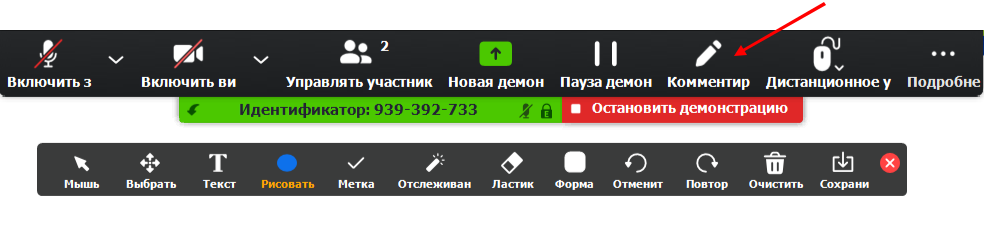 2
Включить з Включить ви Управлять участник Новая демон Пауза демон Комментир Дистанционное у Подробне
Идентификатор: 939-392-733 Остановить демонстрацию
Мышь Выбрать Текст Рисовать Метка Отслеживан Ластик Форма Отменит Повтор Очистить Сохрани